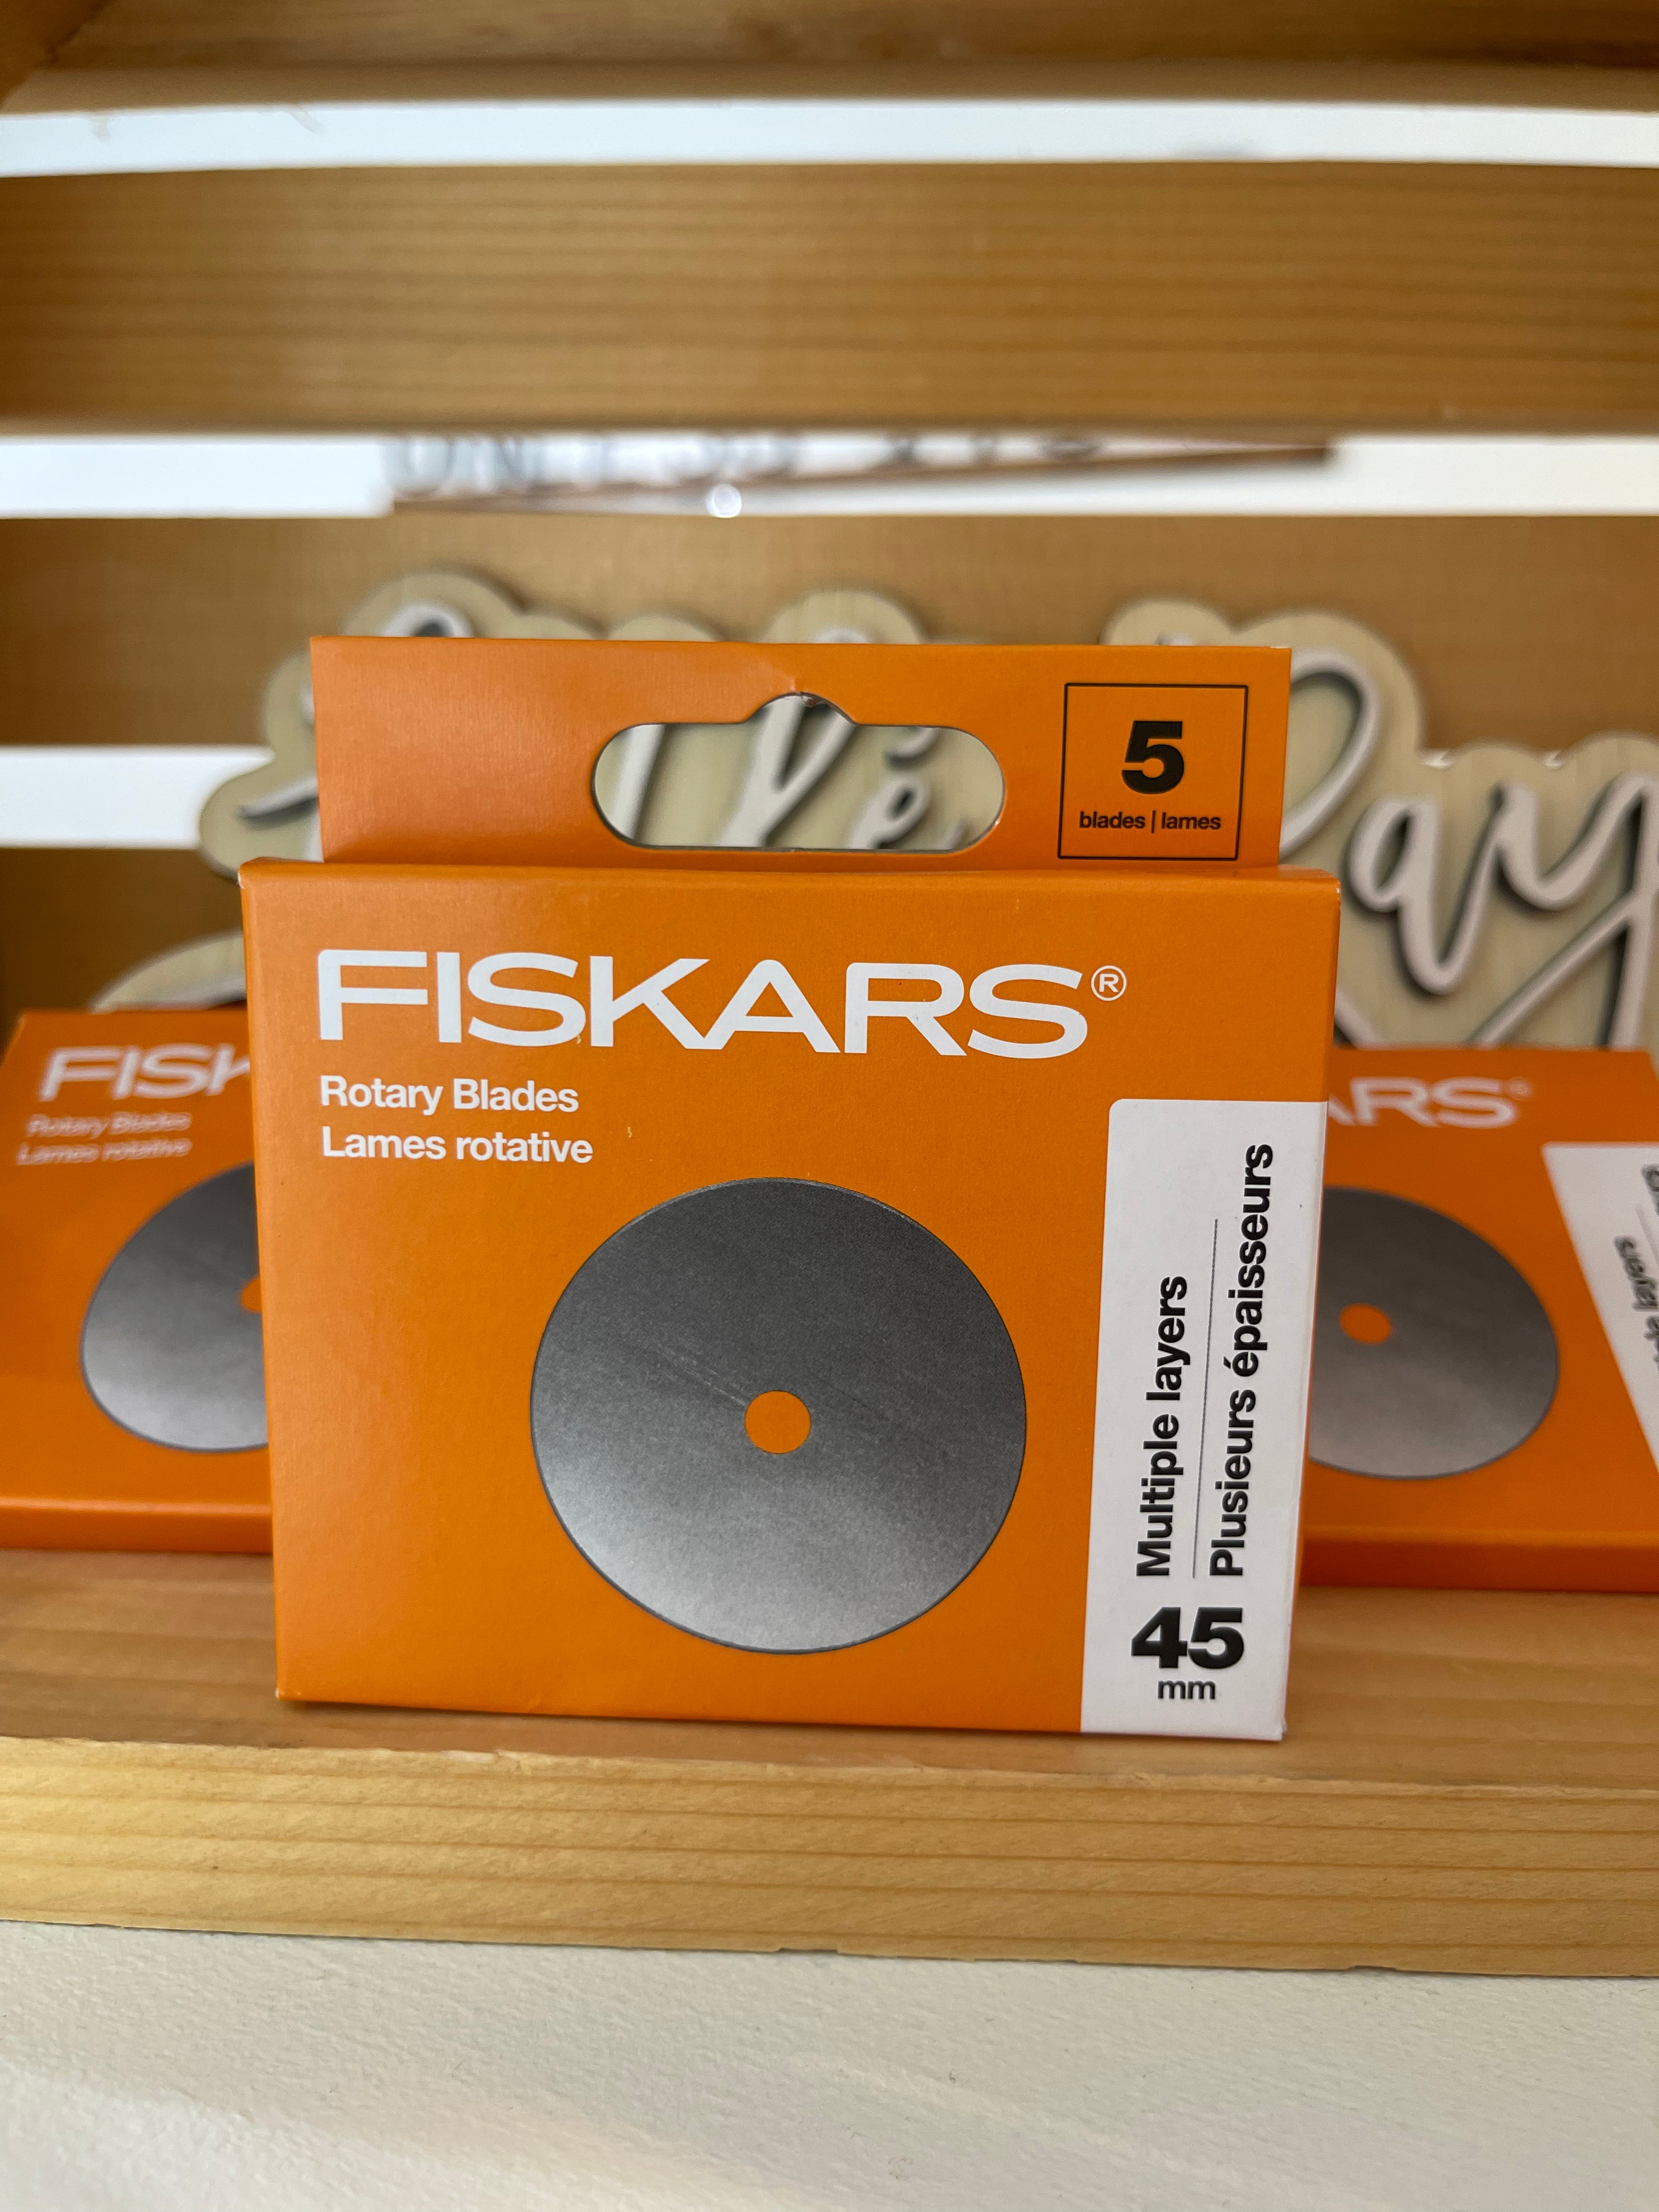 5
blades | lames
FISKARS®
Rotary Blades
Lames rotative
Multiple layers
Plusieurs épaisseurs
45
mm
FISK
Rotary Blades
Lames rotative
ARS®
layers